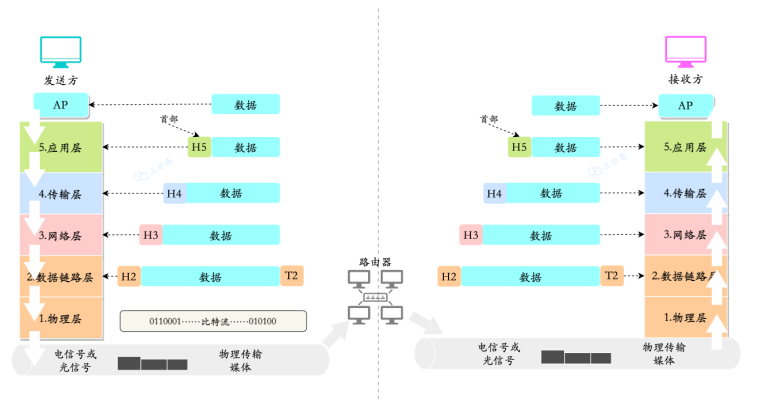 发送方
AP
数据
首部
5.应用层
H5
数据
4.传输层
H4
数据
3.网络层
H3
数据
2.数据链路层
H2
数据
T2
1.物理层
0110001……比特流……010100
电信号或
光信号
物理传输
媒体
路由器
接收方
数据
AP
首部
H5
数据
5.应用层
H4
数据
4.传输层
H3
数据
3.网络层
H2
数据
T2
2.数据链路层
1.物理层
电信号或
光信号
物理传输
媒体